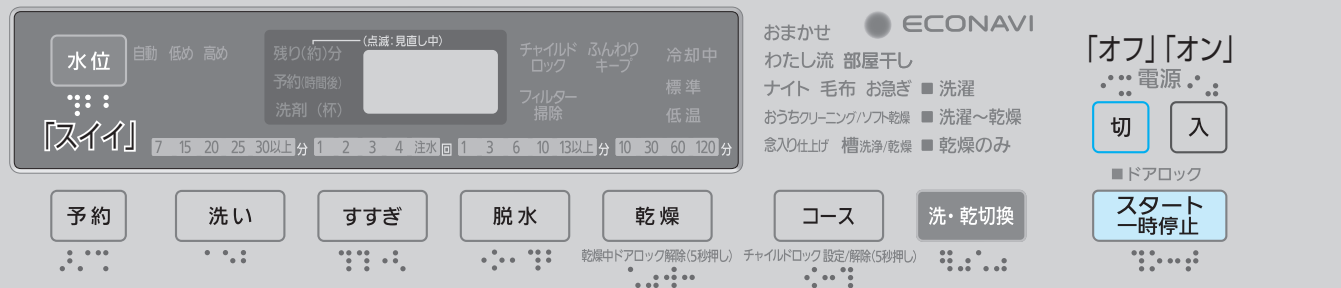 水位
「スイイ」
自動 低め 高め
残り(約)分
(点滅:見直し中)
予約(時間後)
洗剤(杯)
チャイルドロック
ふんわりキープ
フィルター掃除
冷却中
標準
低温
7 15 20 25 30以上 分
1 2 3 4 注水 回
1 3 6 10 13以上 分
10 30 60 120 分
おまかせ ECONAVI
わたし流 部屋干し
ナイト 毛布 お急ぎ ■ 洗濯
おうちクリーニング/ソフト乾燥 ■ 洗濯~乾燥
念入り仕上げ 槽洗浄/乾燥 ■ 乾燥のみ
「オフ」「オン」
電源
切 入
■ドアロック
予約
洗い
すすぎ
脱水
乾燥
乾燥中ドアロック解除(5秒押し)
コース
チャイルドロック 設定/解除(5秒押し)
洗・乾切換
スタート
一時停止